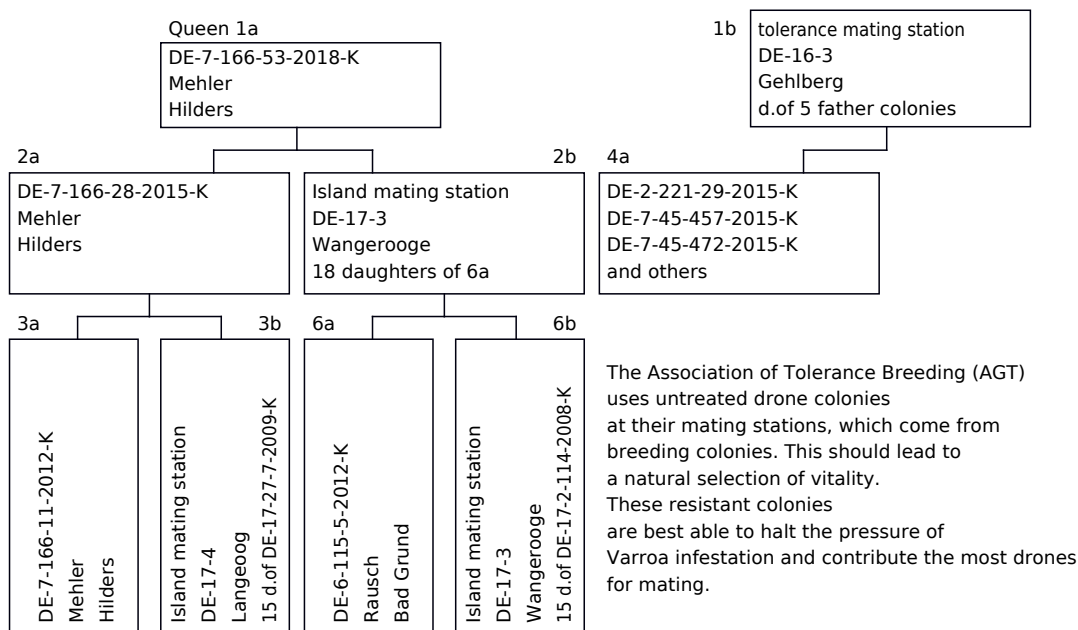 Queen 1a
DE-7-166-53-2018-K
Mehler
Hilders
1b
tolerance mating station
DE-16-3
Gehlberg
d.of 5 father colonies
2a
DE-7-166-28-2015-K
Mehler
Hilders
2b
Island mating station
DE-17-3
Wangerooge
18 daughters of 6a
4a
DE-2-221-29-2015-K
DE-7-45-457-2015-K
DE-7-45-472-2015-K
and others
3a
DE-7-166-11-2012-K
Mehler
Hilders
3b
Island mating station
DE-17-4
Langeoog
15 d.of DE-17-27-7-2009-K
6a
DE-6-115-5-2012-K
Rausch
Bad Grund
6b
Island mating station
DE-17-3
Wangerooge
15 d.of DE-17-2-114-2008-K
The Association of Tolerance Breeding (AGT)
uses untreated drone colonies
at their mating stations, which come from
breeding colonies. This should lead to
a natural selection of vitality.
These resistant colonies
are best able to halt the pressure of
Varroa infestation and contribute the most drones
for mating.